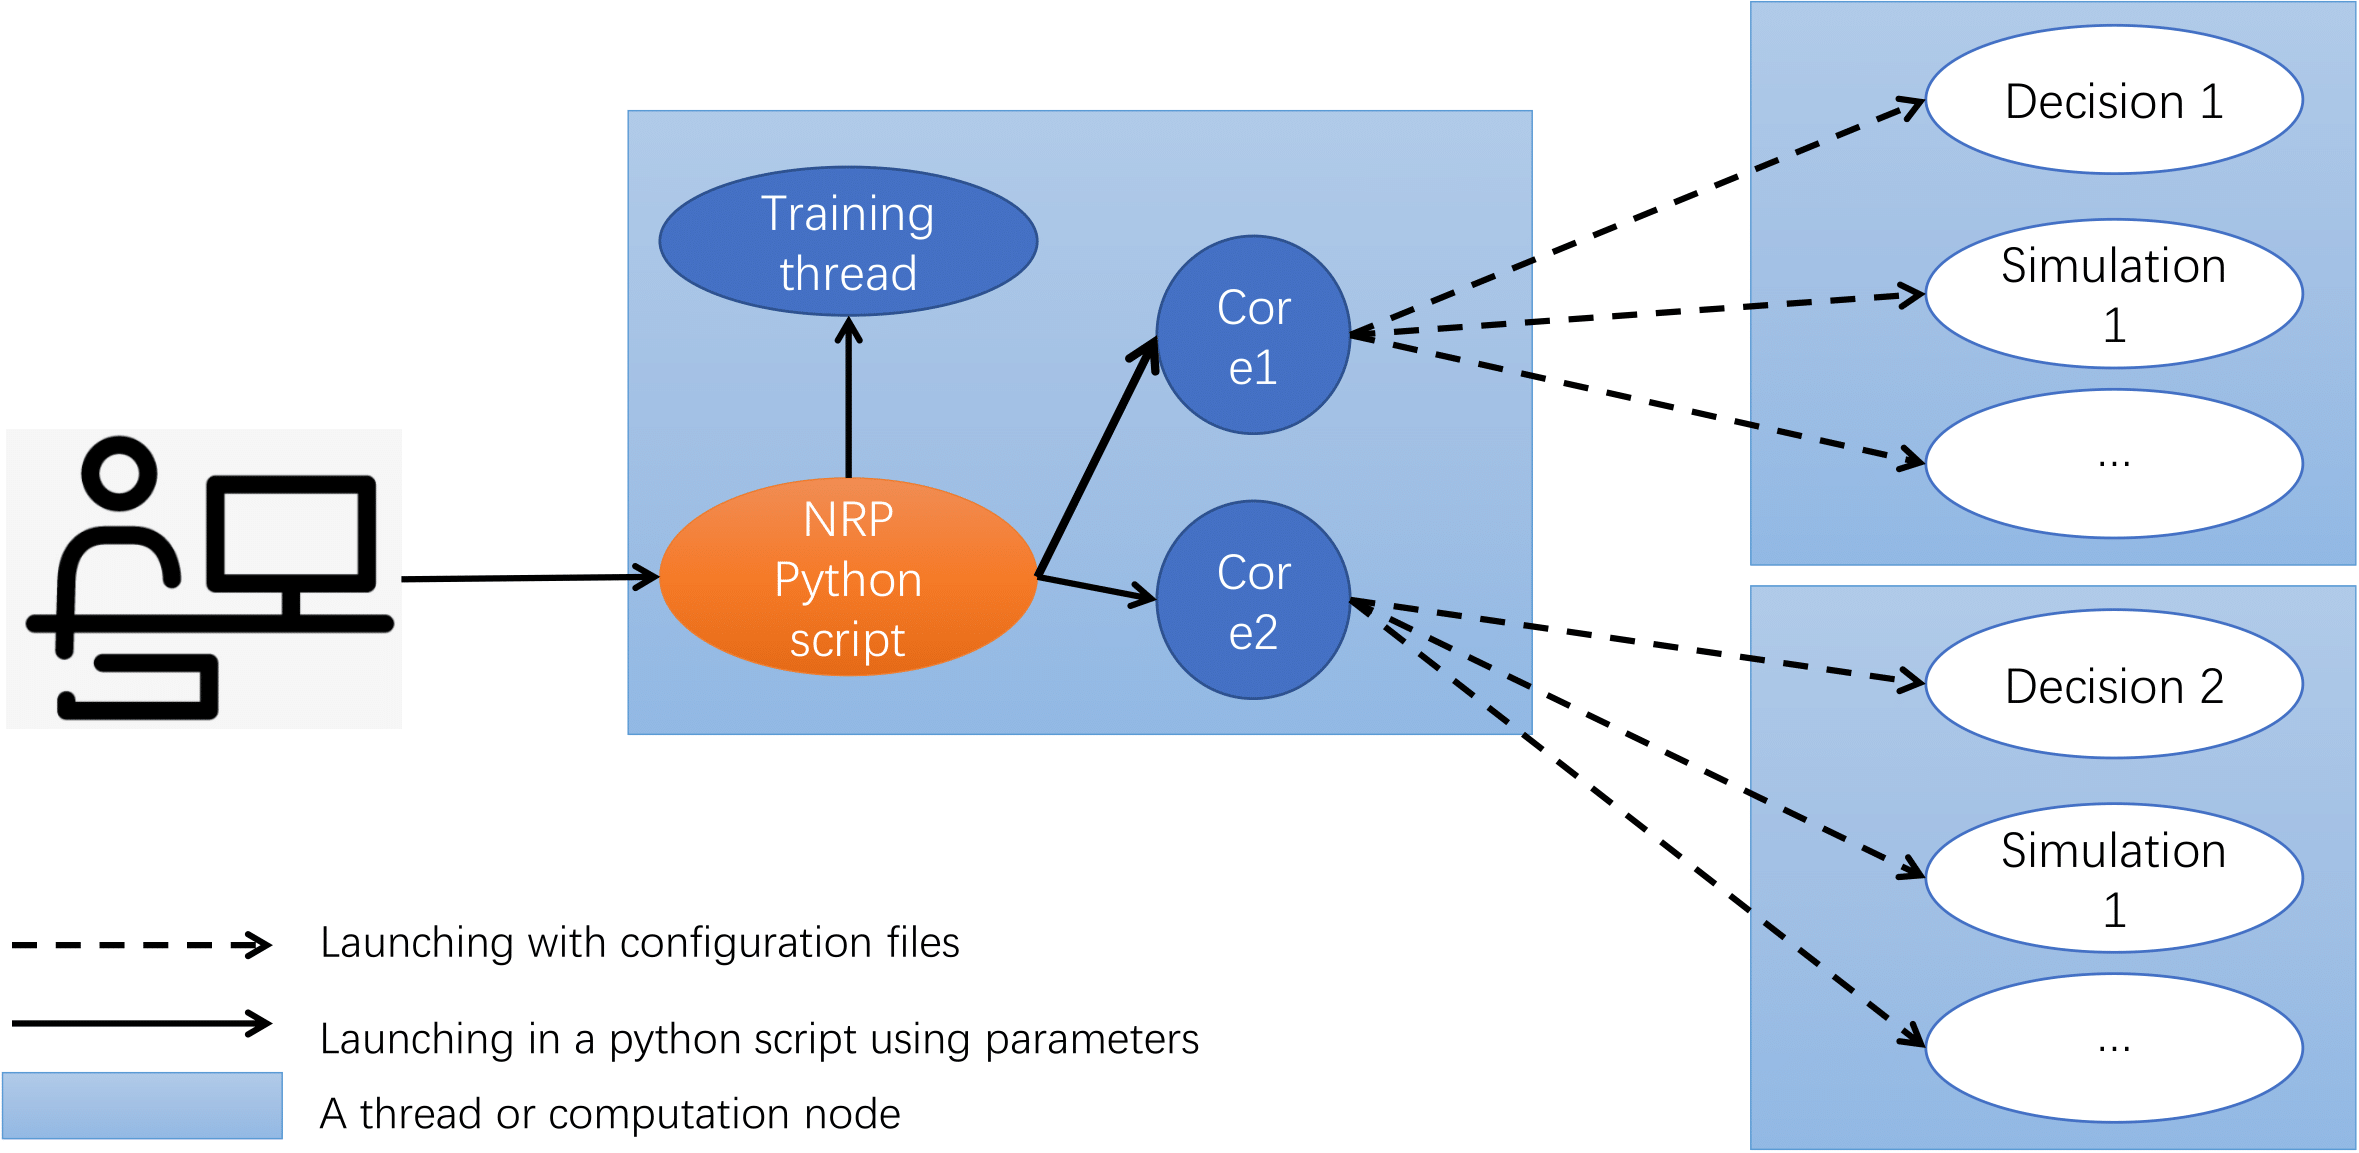 Decision 1
Simulation
1
...
Training
thread
Cor
e1
NRP
Python
script
Cor
e2
Decision 2
Simulation
1
...
Launching with configuration files
Launching in a python script using parameters
A thread or computation node